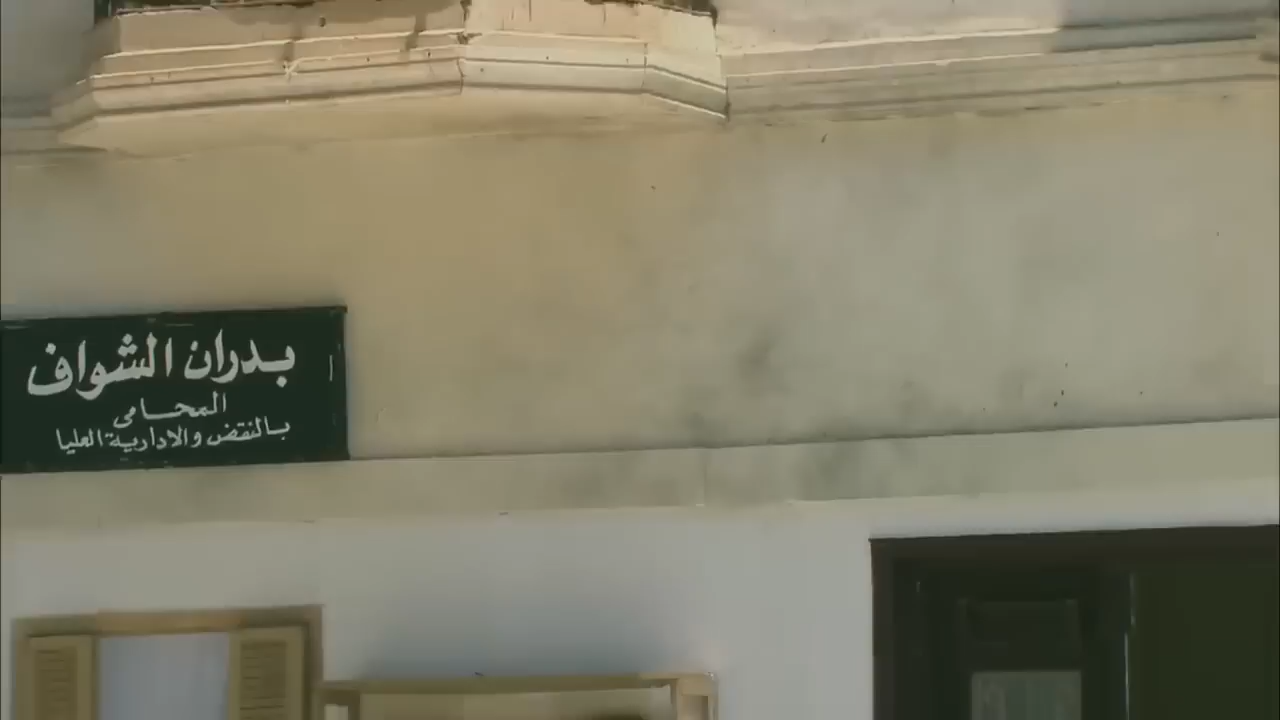 بدران الشواف
المحامى
بالنقض والادارية العليا